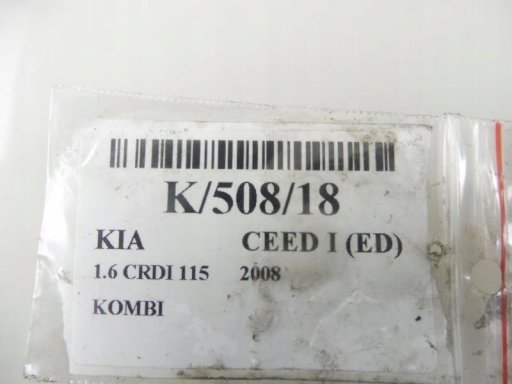 K/508/18
KIA CEED I (ED)
1.6 CRDI 115 2008
KOMBI